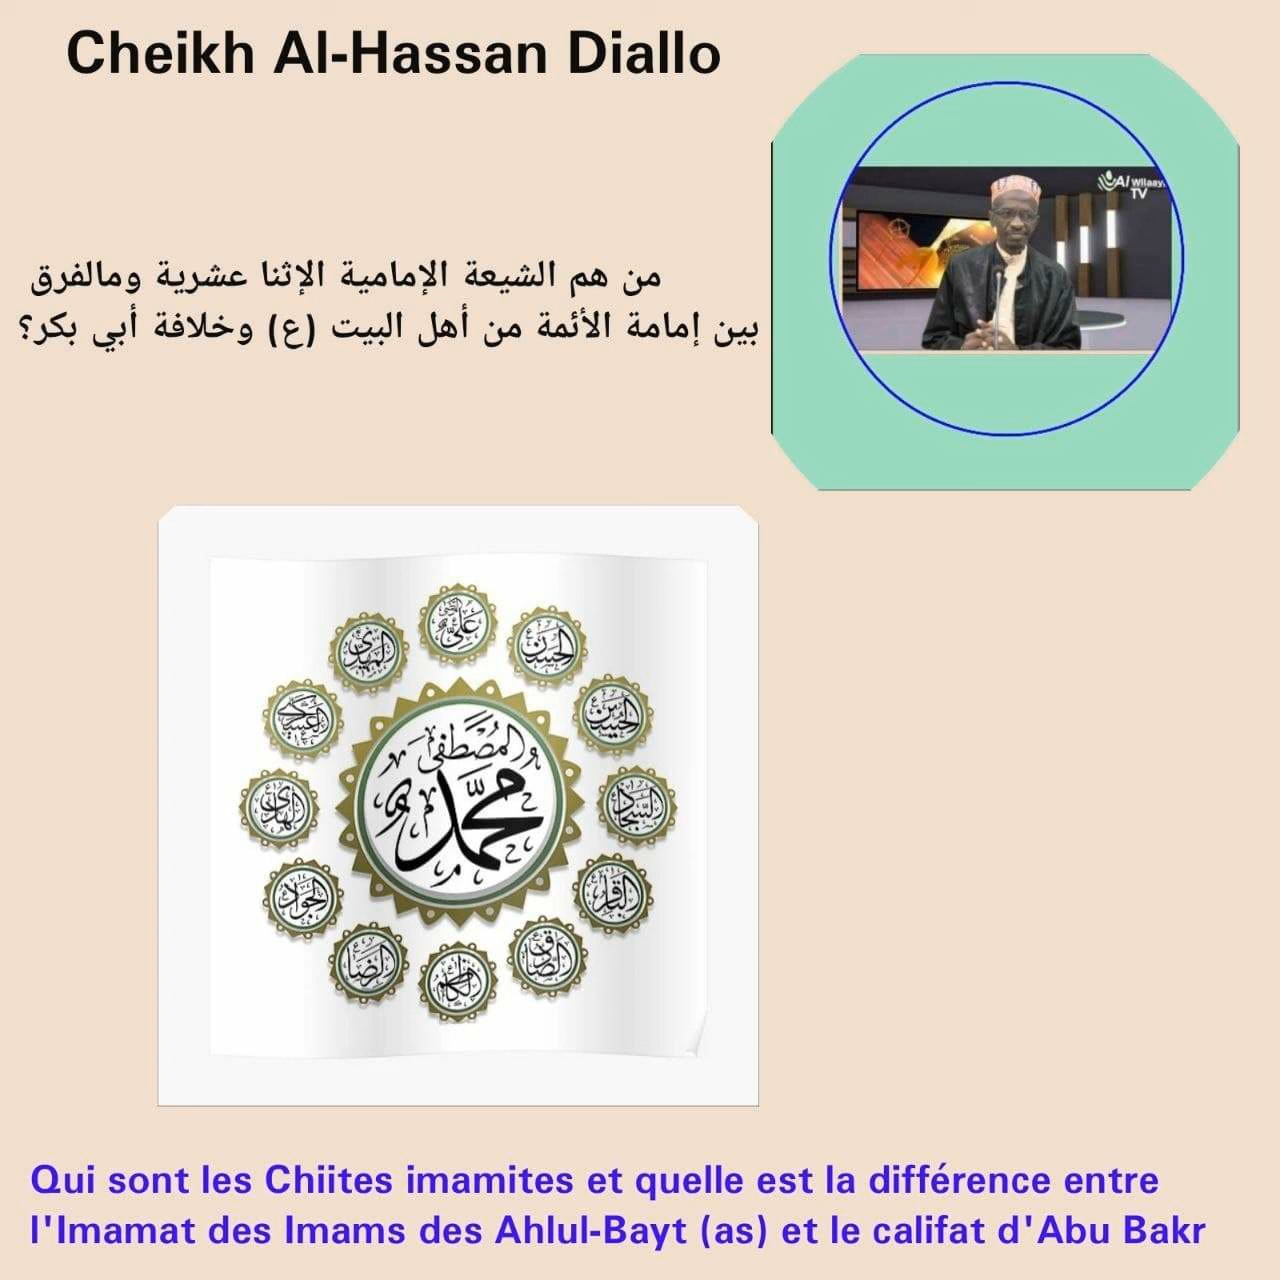 Cheikh Al-Hassan Diallo
Al Wilaay
TV
من هم الشيعة الإمامية الإثنا عشرية ومالفرق
بين إمامة الأئمة من أهل البيت (ع) وخلافة أبي بكر؟
علي
المهدي
الحسن
العسكري
الحسين
المصطفى
محمد
الهادي
السجاد
الجواد
الباقر
الرضا
الصادق
الكاظم
Qui sont les Chiites imamites et quelle est la différence entre
l'Imamat des Imams des Ahlul-Bayt (as) et le califat d'Abu Bakr